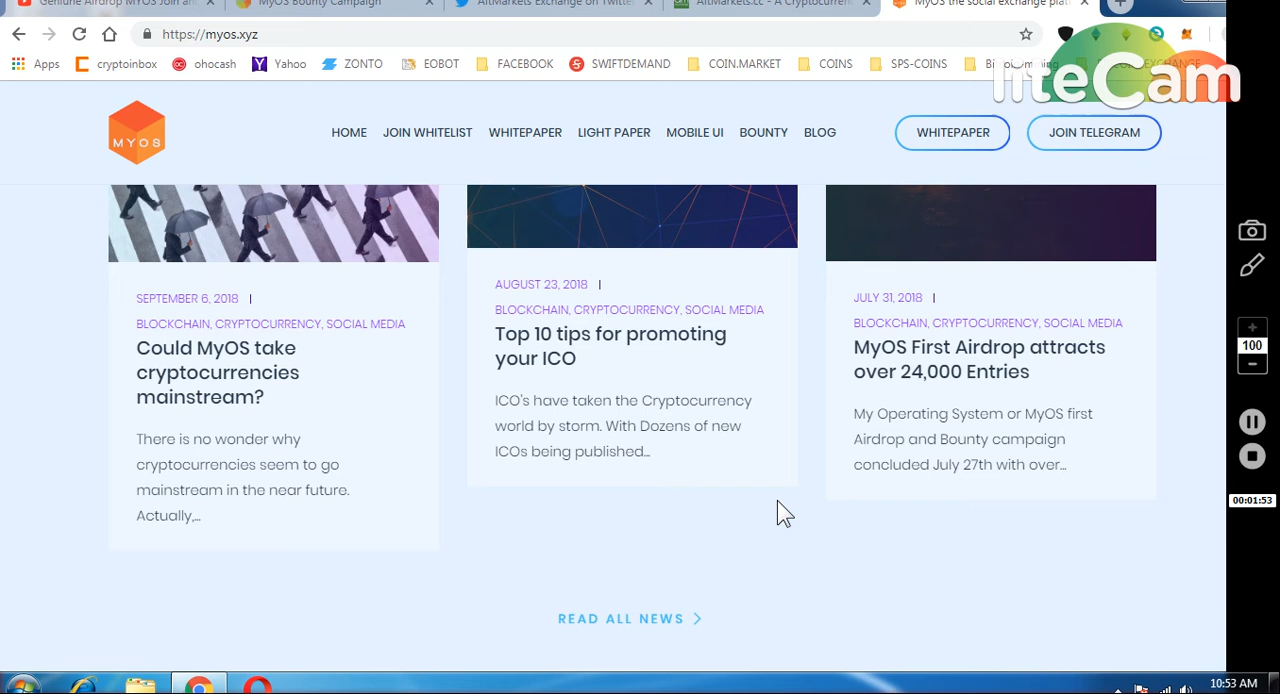 Geniune Airdrop MYOS Join an
MyOS Bounty Campaign
AltMarkets Exchange on Twitte
AltMarkets.cc - A Cryptocurren
MyOS the social exchange plat
https://myos.xyz
Apps cryptoinbox ohocash Yahoo ZONTO EOBOT FACEBOOK SWIFTDEMAND COIN.MARKET COINS SPS-COINS
liteCam
MYOS
HOME JOIN WHITELIST WHITEPAPER LIGHT PAPER MOBILE UI BOUNTY BLOG WHITEPAPER JOIN TELEGRAM
SEPTEMBER 6, 2018 |
BLOCKCHAIN, CRYPTOCURRENCY, SOCIAL MEDIA
Could MyOS take
cryptocurrencies
mainstream?
There is no wonder why
cryptocurrencies seem to go
mainstream in the near future.
Actually,...
AUGUST 23, 2018 |
BLOCKCHAIN, CRYPTOCURRENCY, SOCIAL MEDIA
Top 10 tips for promoting
your ICO
ICO's have taken the Cryptocurrency
world by storm. With Dozens of new
ICOs being published...
JULY 31, 2018 |
BLOCKCHAIN, CRYPTOCURRENCY, SOCIAL MEDIA
MyOS First Airdrop attracts
over 24,000 Entries
My Operating System or MyOS first
Airdrop and Bounty campaign
concluded July 27th with over...
READ ALL NEWS
100
00:01:53
10:53 AM